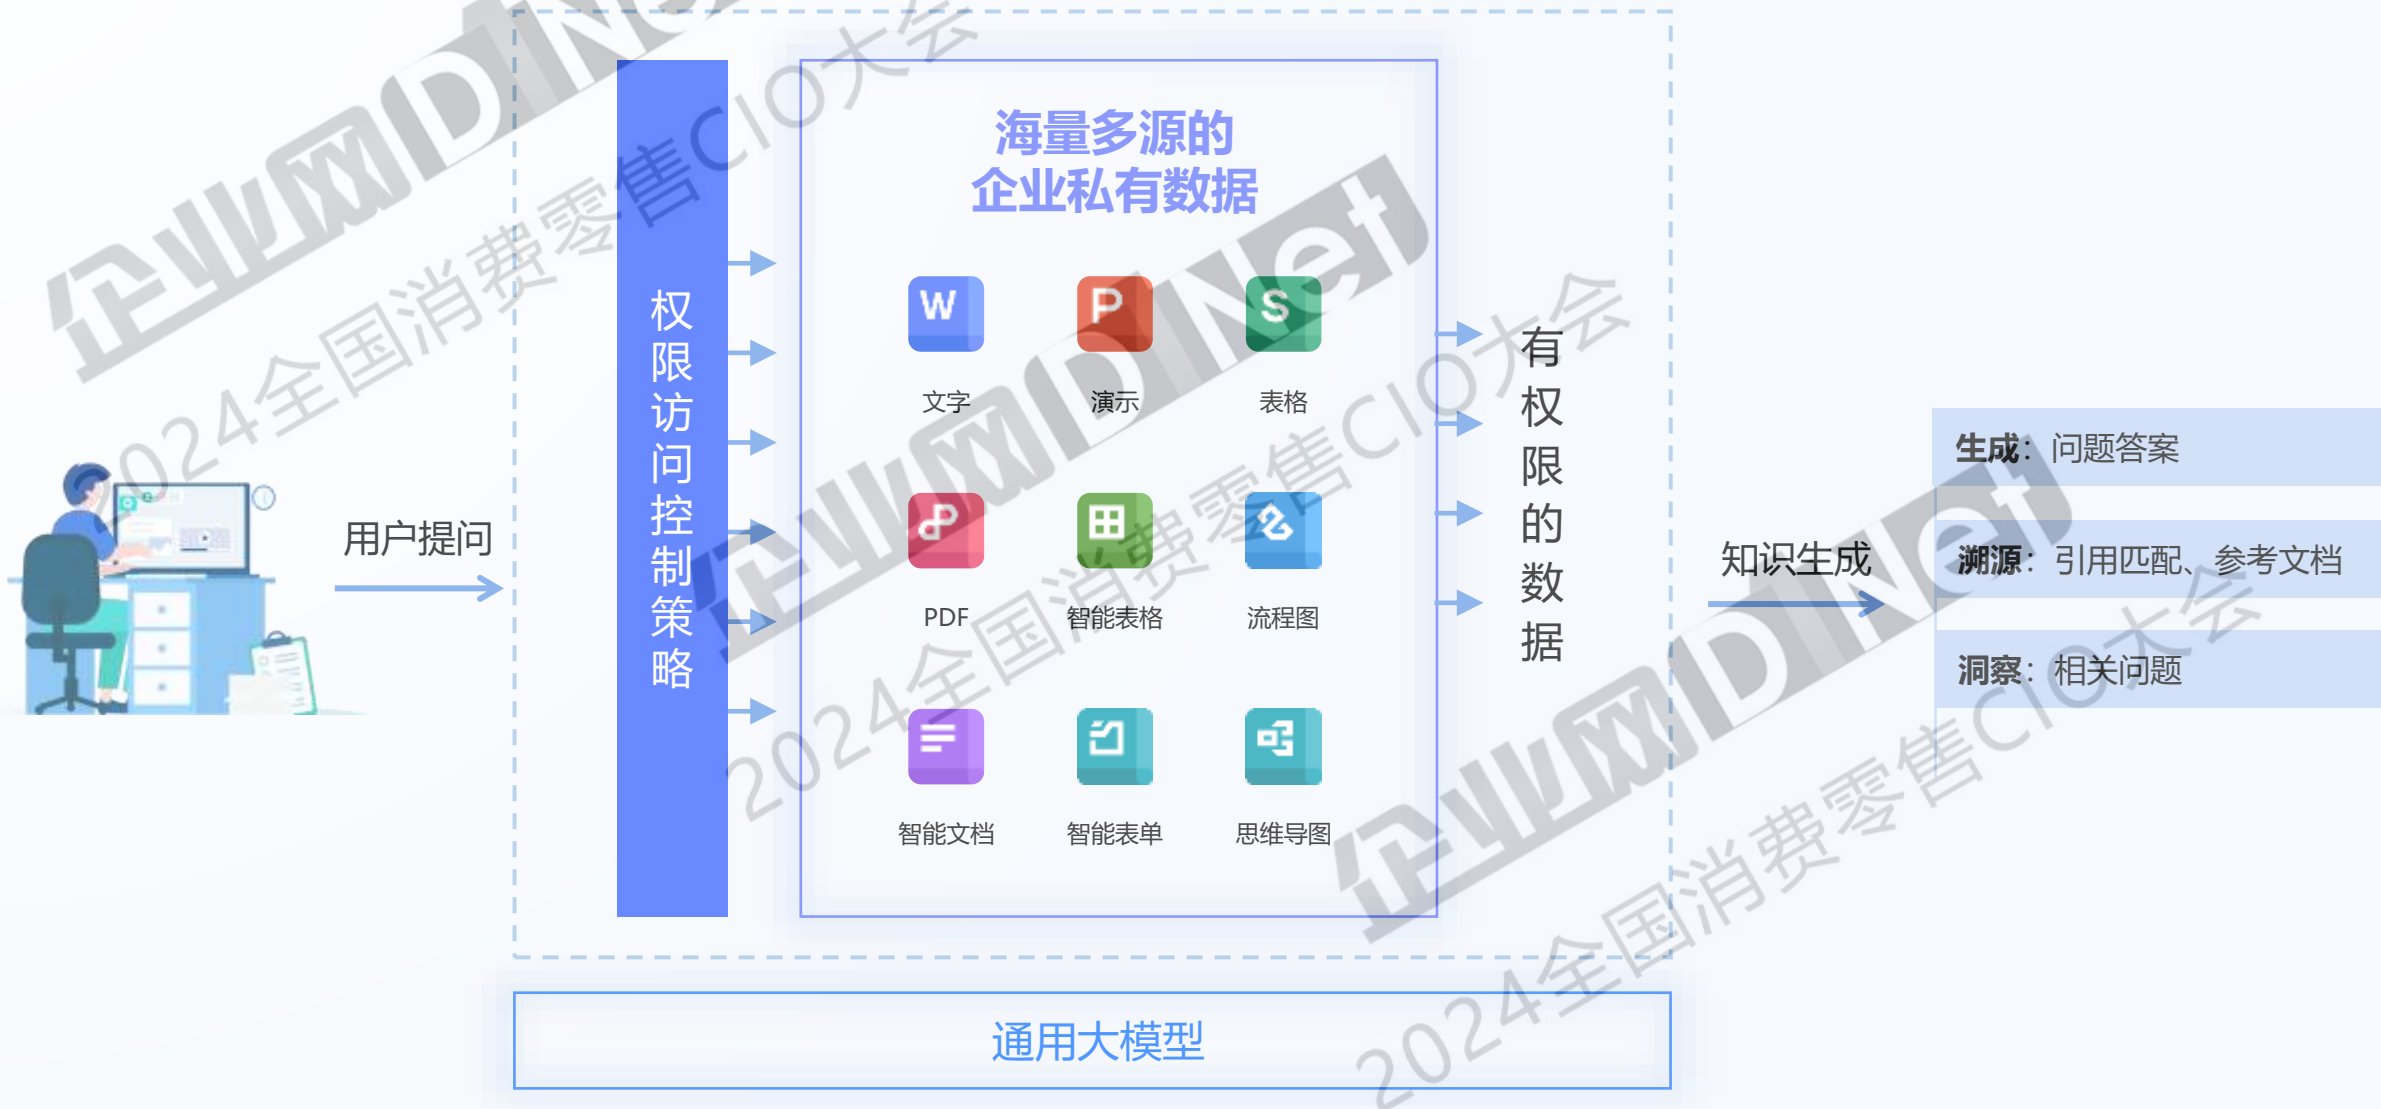 企业网DNet
2024全国消费零售CIO大会
用户提问
权限访问控制策略
海量多源的
企业私有数据
W
P
S
文字
演示
表格
PDF
智能表格
流程图
智能文档
智能表单
思维导图
企业网DNet
2024全国消费零售CIO大会
有权限的数据
知识生成
生成：问题答案
溯源：引用匹配、参考文档
洞察：相关问题
企业网DNet
2024全国消费零售CIO大会
通用大模型